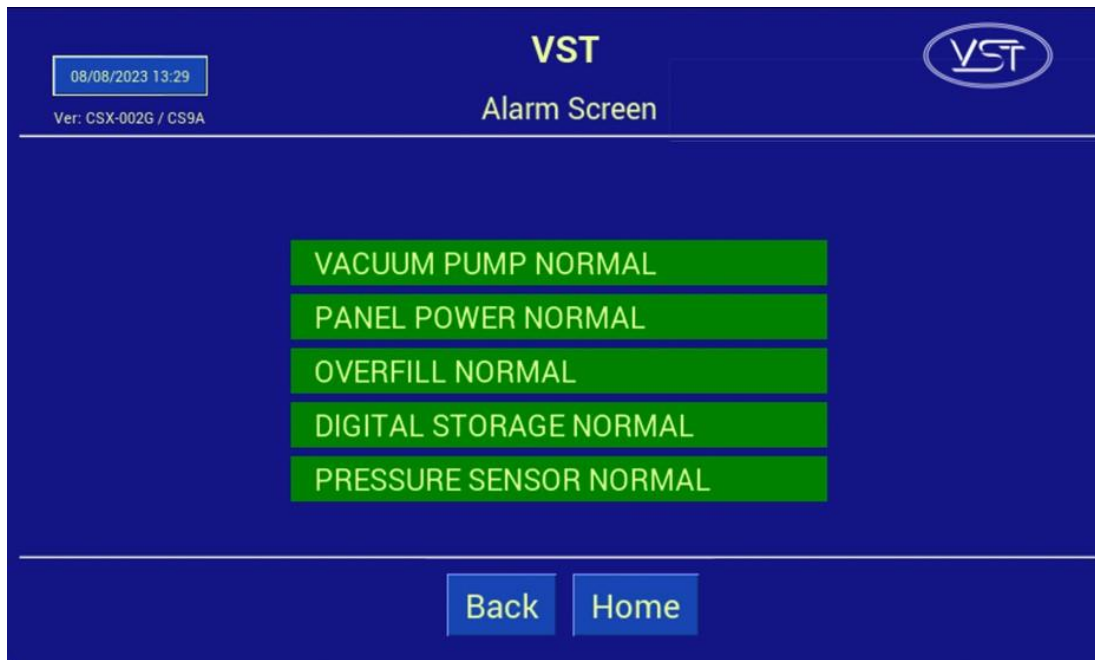 VST
08/08/2023 13:29
VST
Ver: CSX-002G / CS9A
Alarm Screen
VACUUM PUMP NORMAL
PANEL POWER NORMAL
OVERFILL NORMAL
DIGITAL STORAGE NORMAL
PRESSURE SENSOR NORMAL
Back
Home